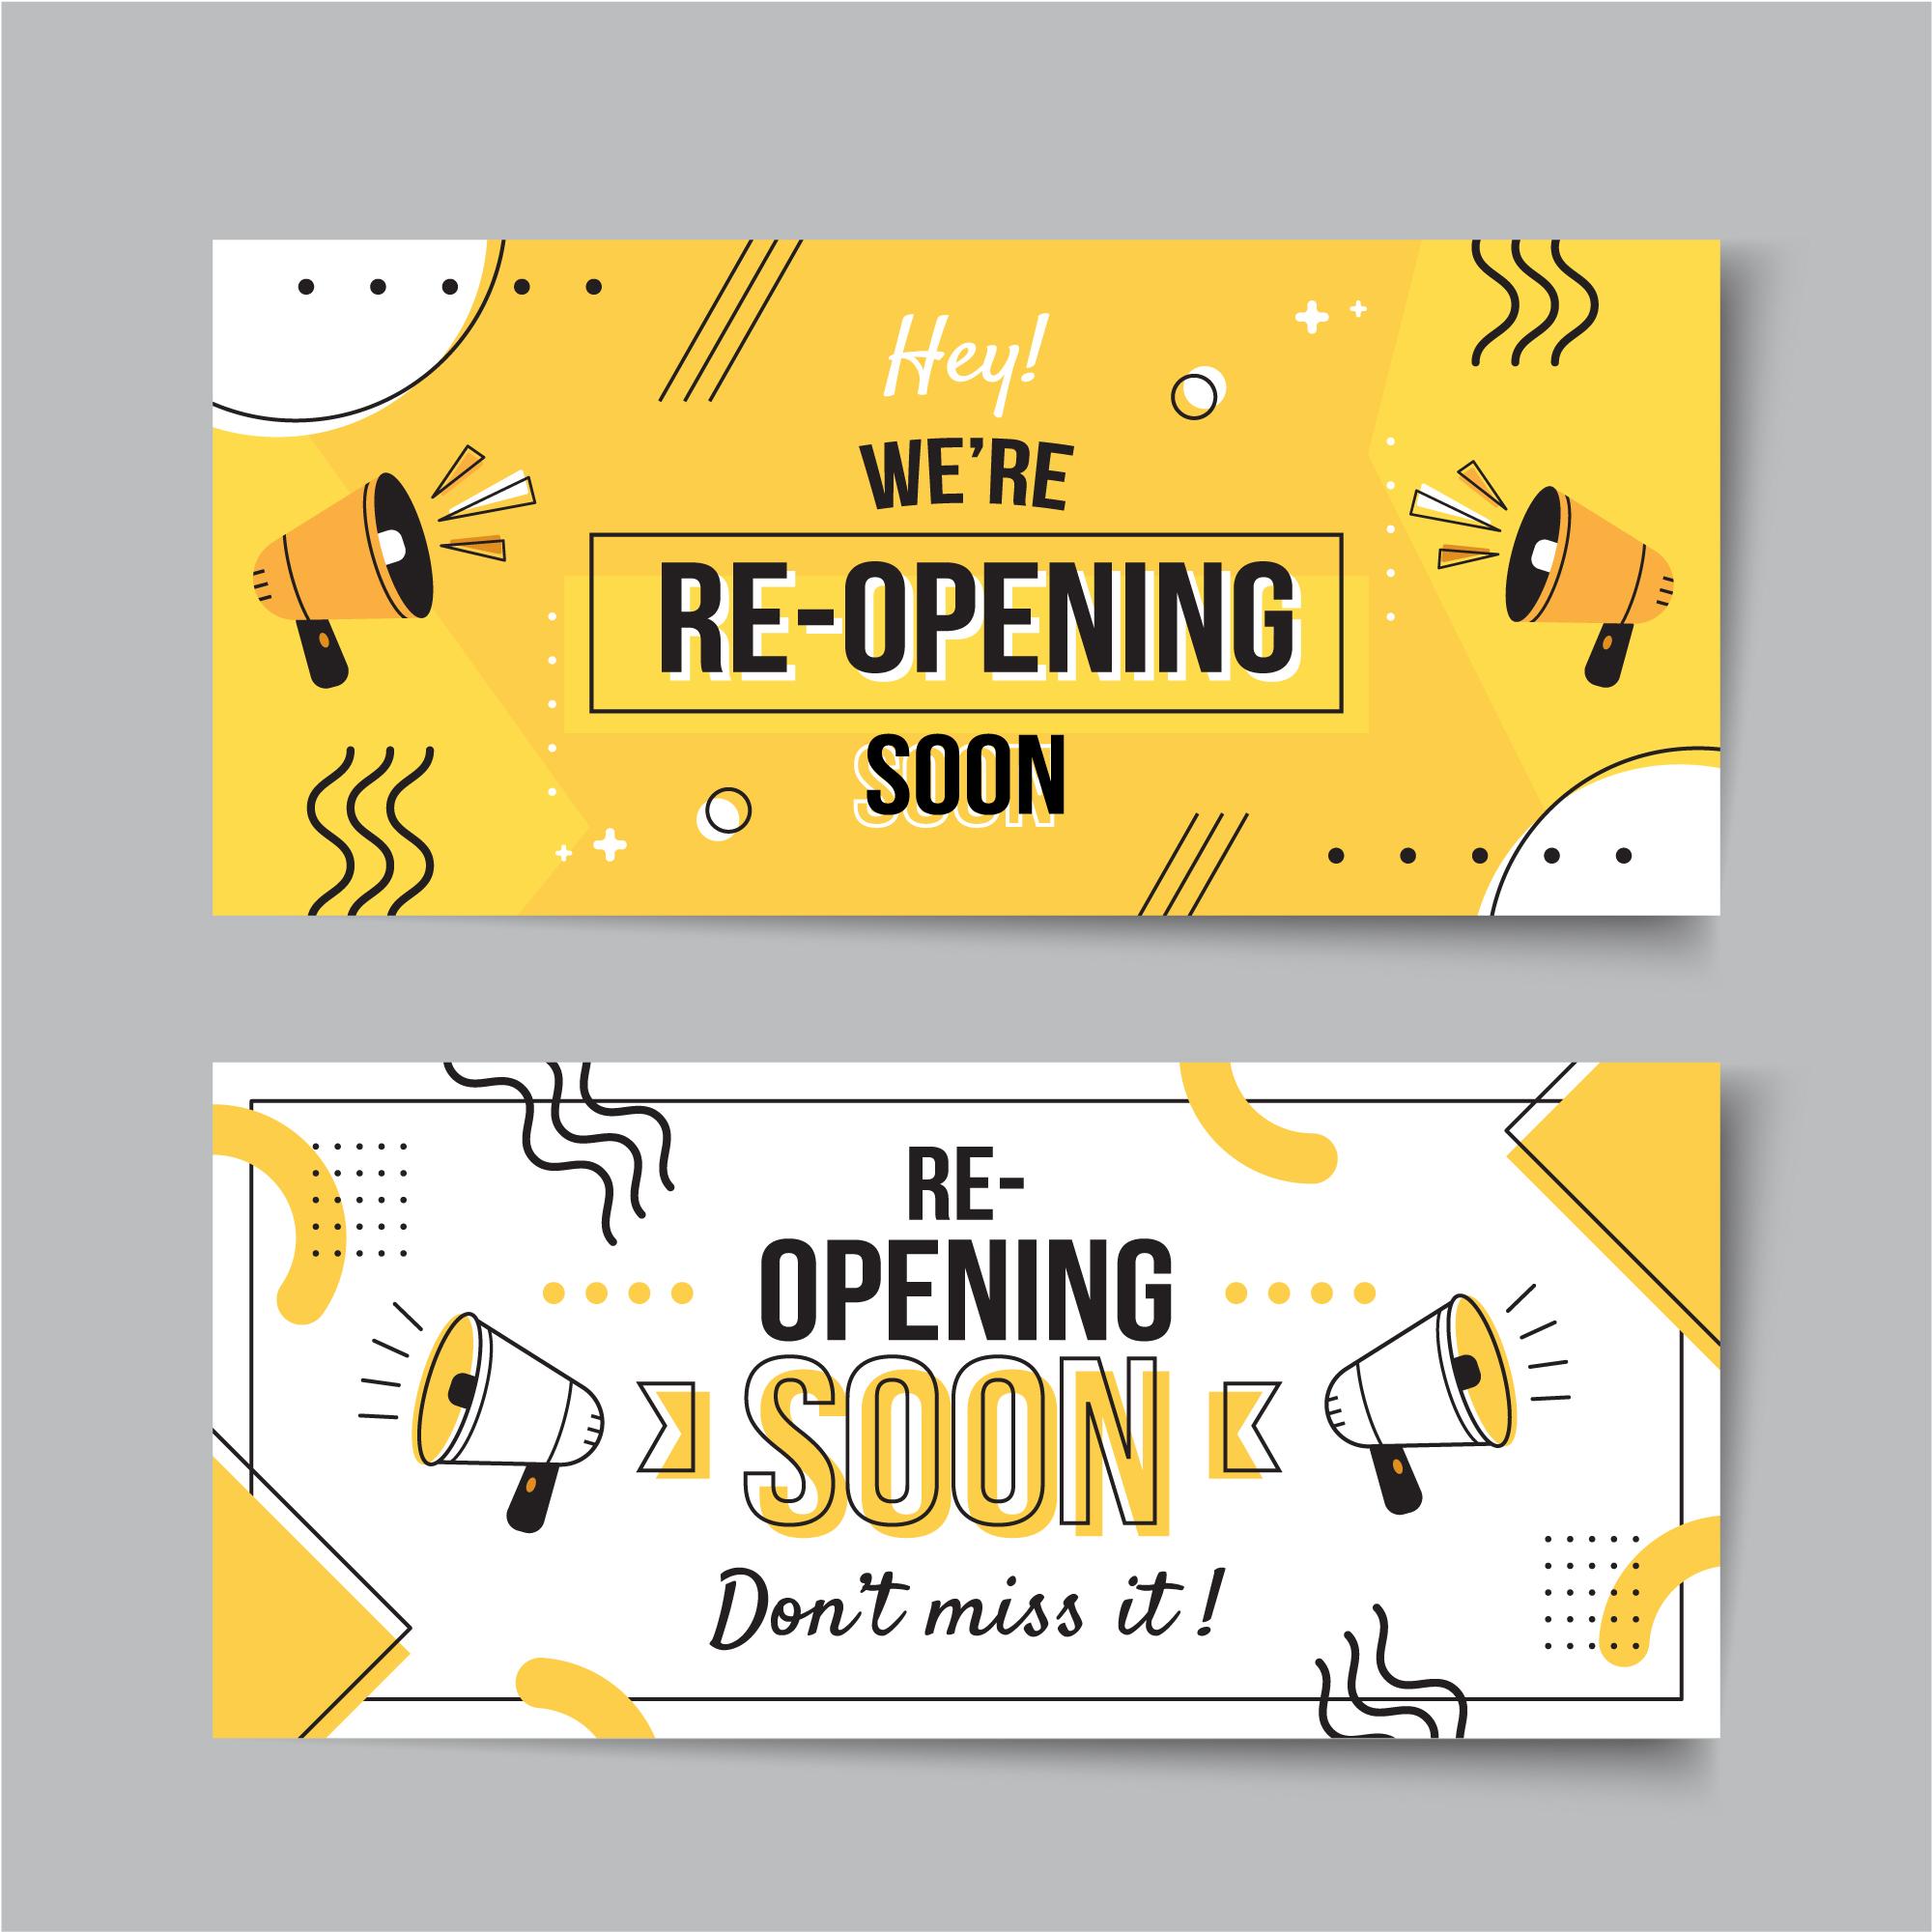 Hey!
WE'RE
RE-OPENING
SOON
RE-
OPENING
SOON
Don't miss it!